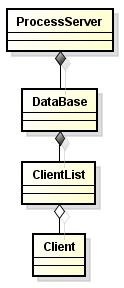 ProcessServer
DataBase
ClientList
Client